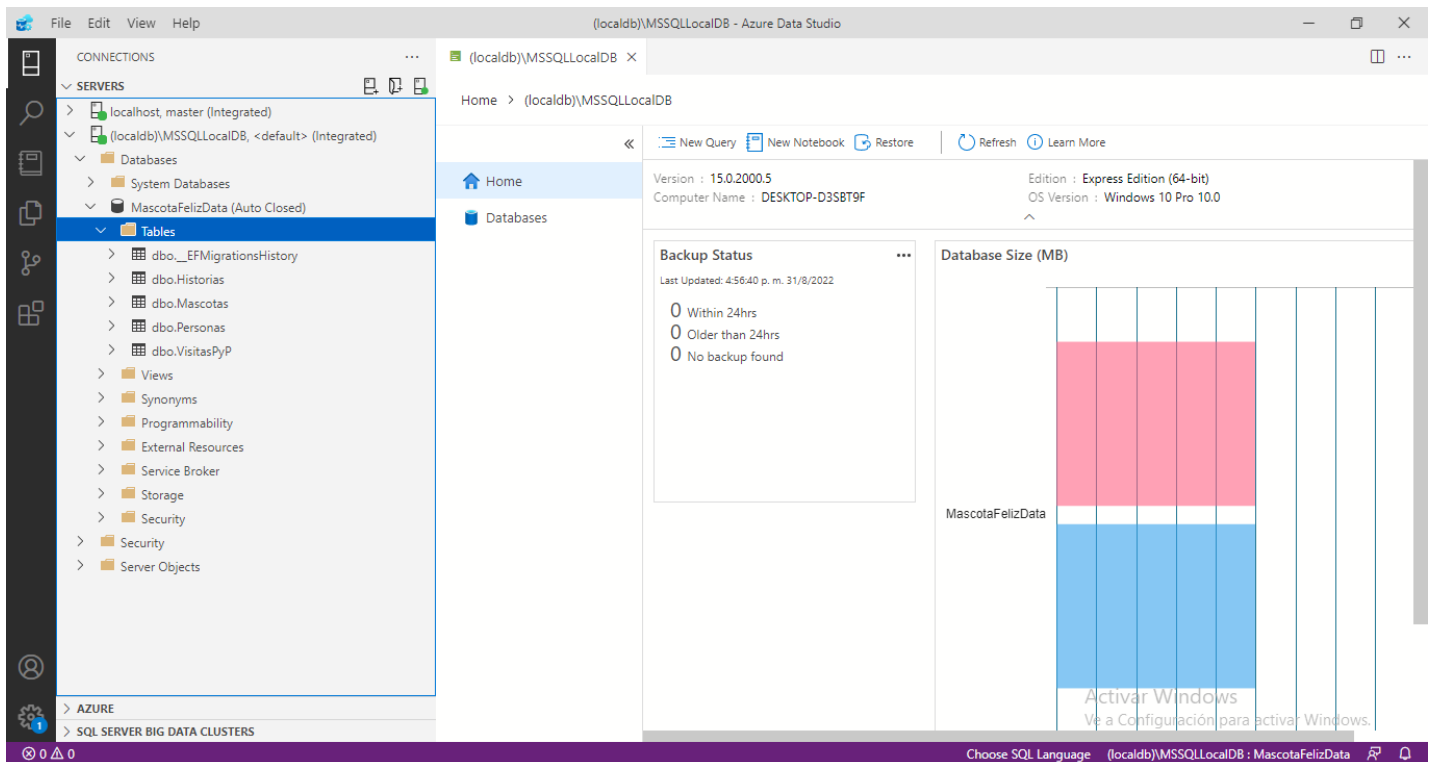 File Edit View Help
(localdb)\MSSQLLocalDB - Azure Data Studio
CONNECTIONS
SERVERS
localhost, master (Integrated)
(localdb)\MSSQLLocalDB, <default> (Integrated)
Databases
System Databases
MascotaFelizData (Auto Closed)
Tables
dbo.__EFMigrationsHistory
dbo.Historias
dbo.Mascotas
dbo.Personas
dbo.VisitasPyP
Views
Synonyms
Programmability
External Resources
Service Broker
Storage
Security
Security
Server Objects
AZURE
SQL SERVER BIG DATA CLUSTERS
(localdb)\MSSQLLocalDB
Home > (localdb)\MSSQLLocalDB
Home
Databases
New Query New Notebook Restore Refresh Learn More
Version : 15.0.2000.5
Computer Name : DESKTOP-D3SBT9F
Edition : Express Edition (64-bit)
OS Version : Windows 10 Pro 10.0
Backup Status
Last Updated: 4:56:40 p. m. 31/8/2022
0 Within 24hrs
0 Older than 24hrs
0 No backup found
Database Size (MB)
MascotaFelizData
Activar Windows
Ve a Configuración para activar Windows.
1
0 0
Choose SQL Language (localdb)\MSSQLLocalDB : MascotaFelizData